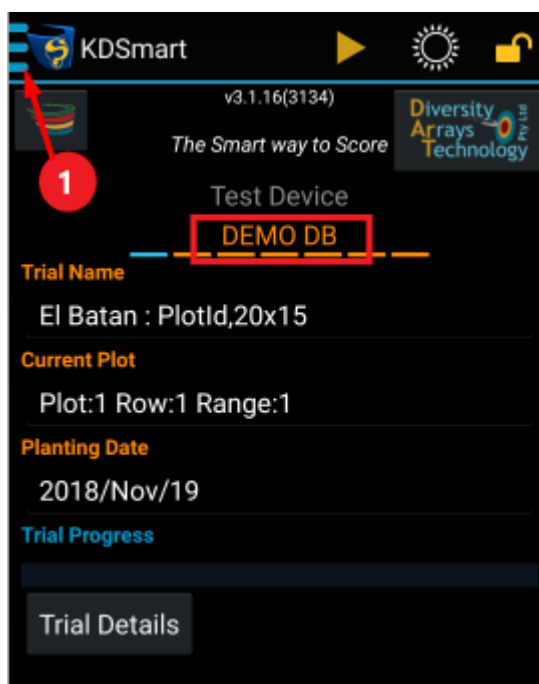 KDSmart
v3.1.16(3134)
The Smart way to Score
Diversity
Arrays
Technology
Pty Ltd
1
Test Device
DEMO DB
Trial Name
El Batan : PlotId,20x15
Current Plot
Plot:1 Row:1 Range:1
Planting Date
2018/Nov/19
Trial Progress
Trial Details